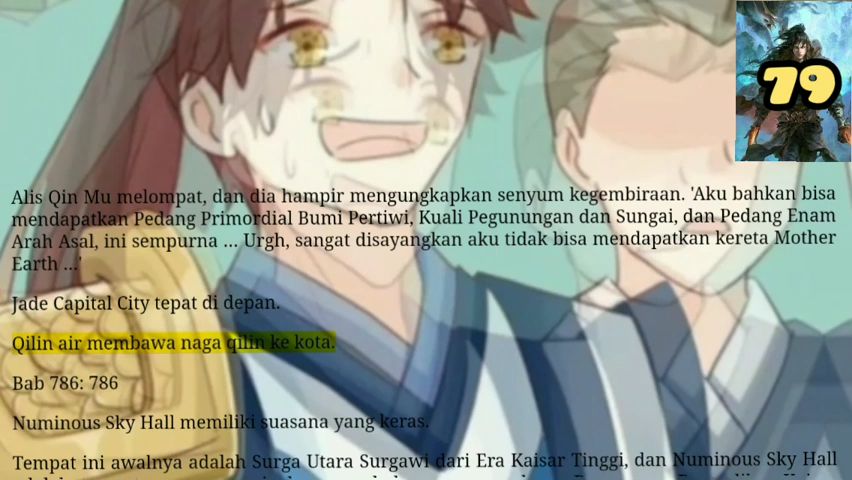 79
Alis Qin Mu melompat, dan dia hampir mengungkapkan senyum kegembiraan. 'Aku bahkan bisa
mendapatkan Pedang Primordial Bumi Pertiwi, Kuali Pegunungan dan Sungai, dan Pedang Enam
Arah Asal, ini sempurna ... Urgh, sangat disayangkan aku tidak bisa mendapatkan kereta Mother
Earth ...'
Jade Capital City tepat di depan.
Qilin air membawa naga qilin ke kota.
Bab 786: 786
Numinous Sky Hall memiliki suasana yang keras.
Tempat ini awalnya adalah Surga Utara Surgawi dari Era Kaisar Tinggi, dan Numinous Sky Hall